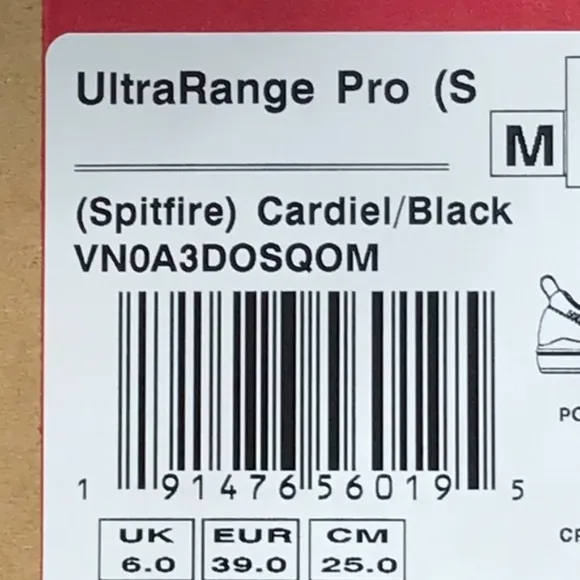 UltraRange Pro (S
M
(Spitfire) Cardiel/Black
VN0A3DOSQOM
1 91476 56019 5
UK EUR CM
6.0 39.0 25.0